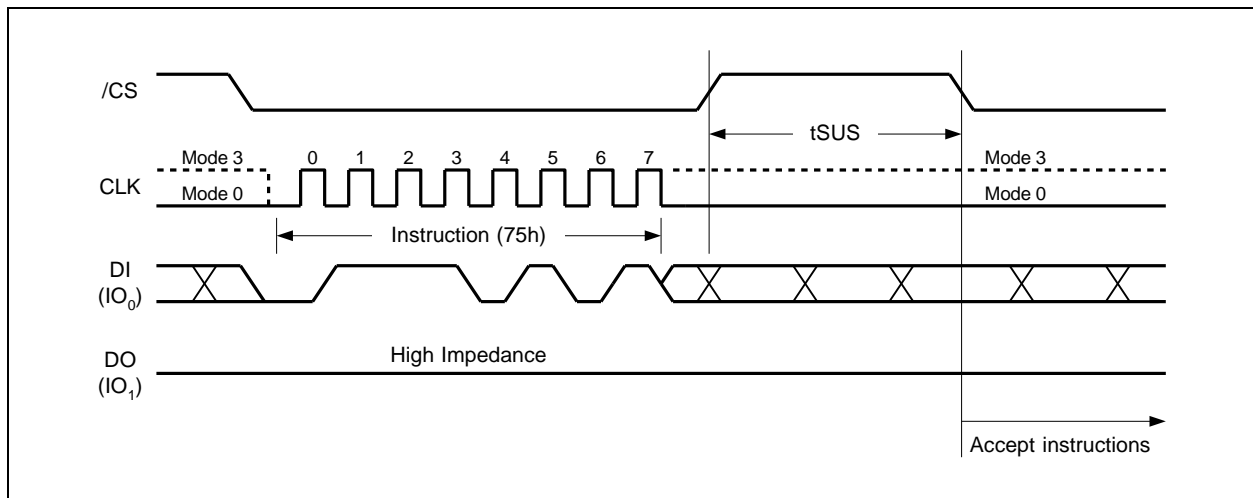 /CS
tSUS
Mode 3
0 1 2 3 4 5 6 7
Mode 3
CLK
Mode 0
Mode 0
Instruction (75h)
DI
(IO0)
High Impedance
DO
(IO1)
Accept instructions